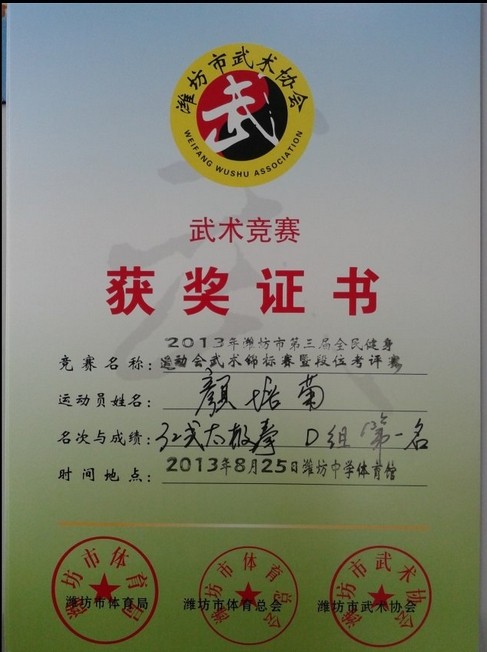 潍坊市武术协会
武
WEIFANG WUSHU ASSOCIATION
武术竞赛
获奖证书
2013年潍坊市第三届全民健身
竞赛名称：运动会武术锦标赛暨段位考评赛
运动员姓名：颜培菊
名次与成绩：42式太极拳 D组 第一名
时间地点：2013年8月25日潍坊中学体育馆
潍坊市体育局
潍坊市体育总会
潍坊市武术协会
潍坊市体育局
潍坊市体育总会
潍坊市武术协会